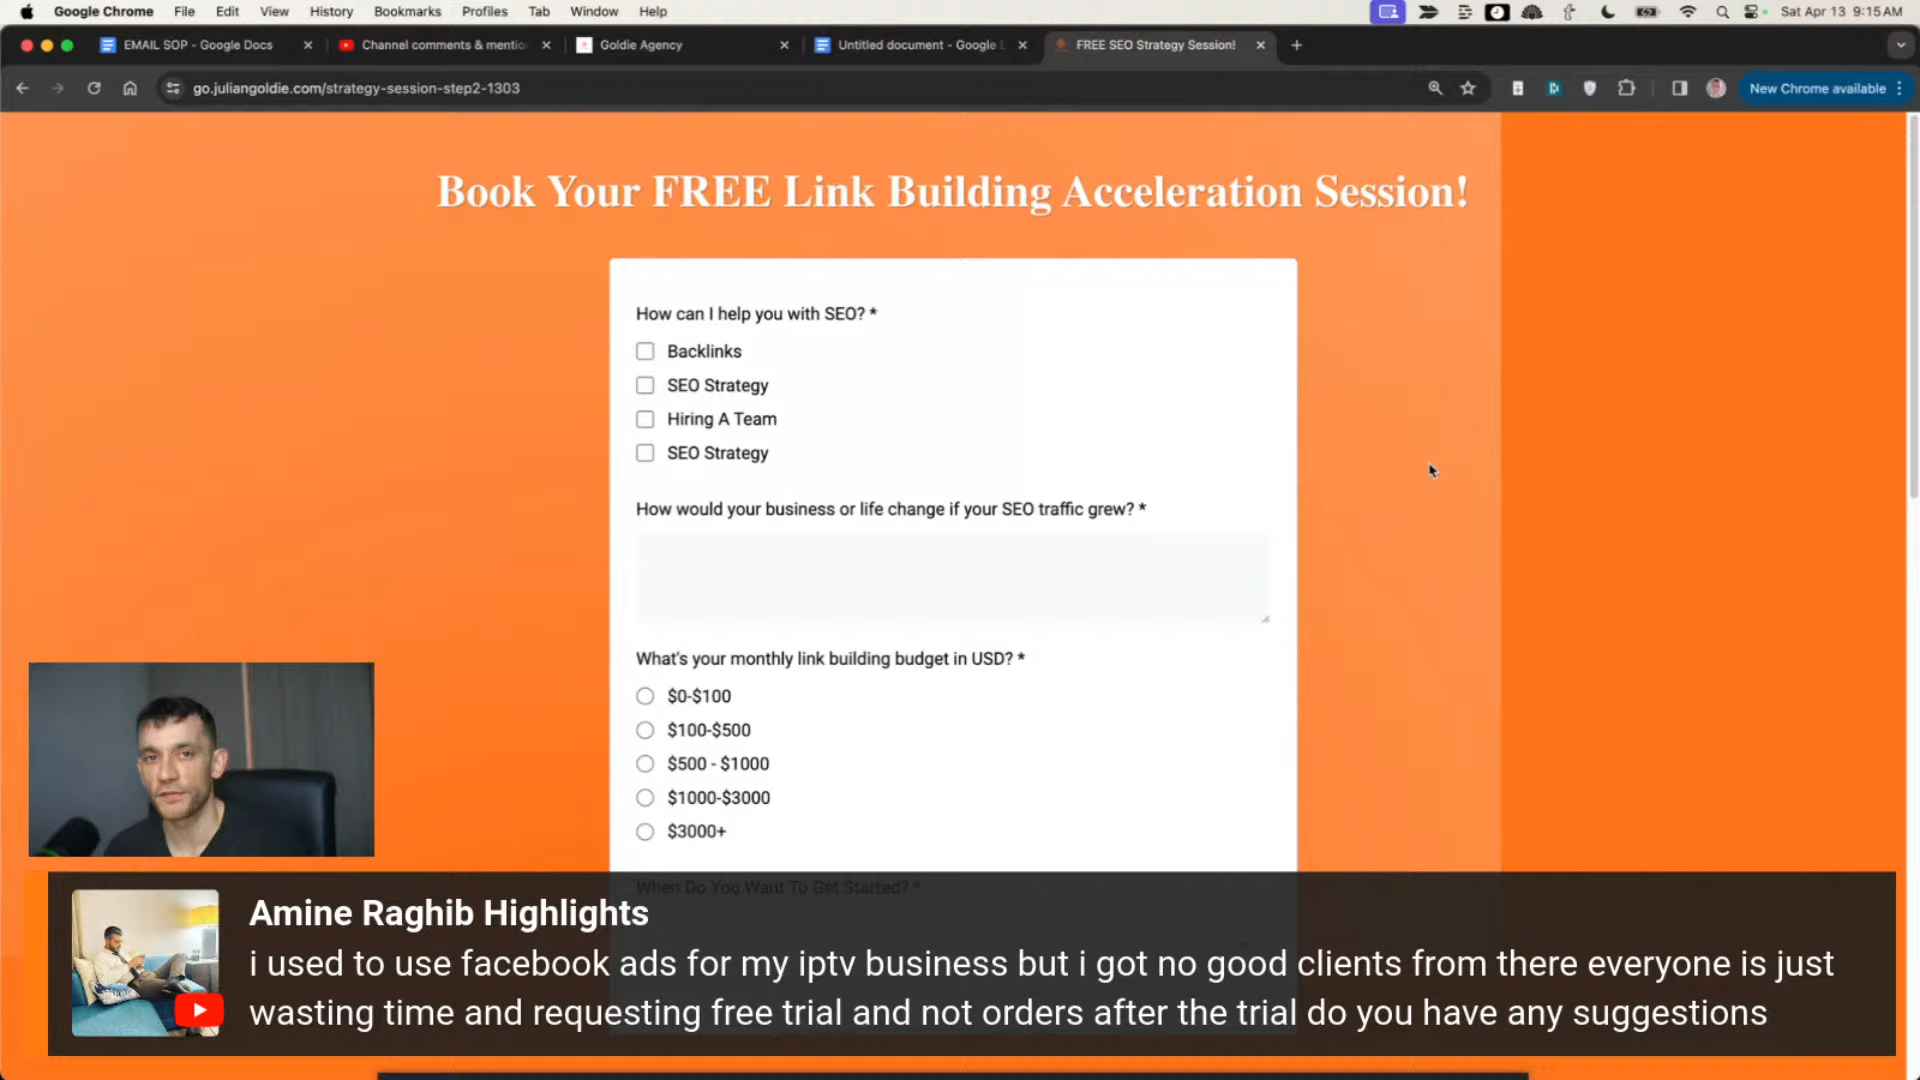 Google Chrome File Edit View History Bookmarks Profiles Tab Window Help Sat Apr 13 9:15 AM
EMAIL SOP - Google Docs Channel comments & mentio Goldie Agency Untitled document - Google FREE SEO Strategy Session!
go.juliangoldie.com/strategy-session-step2-1303 New Chrome available
Book Your FREE Link Building Acceleration Session!
How can I help you with SEO? *
Backlinks
SEO Strategy
Hiring A Team
SEO Strategy
How would your business or life change if your SEO traffic grew? *
What's your monthly link building budget in USD? *
$0-$100
$100-$500
$500 - $1000
$1000-$3000
$3000+
When Do You Want To Get Started? *
Amine Raghib Highlights
i used to use facebook ads for my iptv business but i got no good clients from there everyone is just
wasting time and requesting free trial and not orders after the trial do you have any suggestions